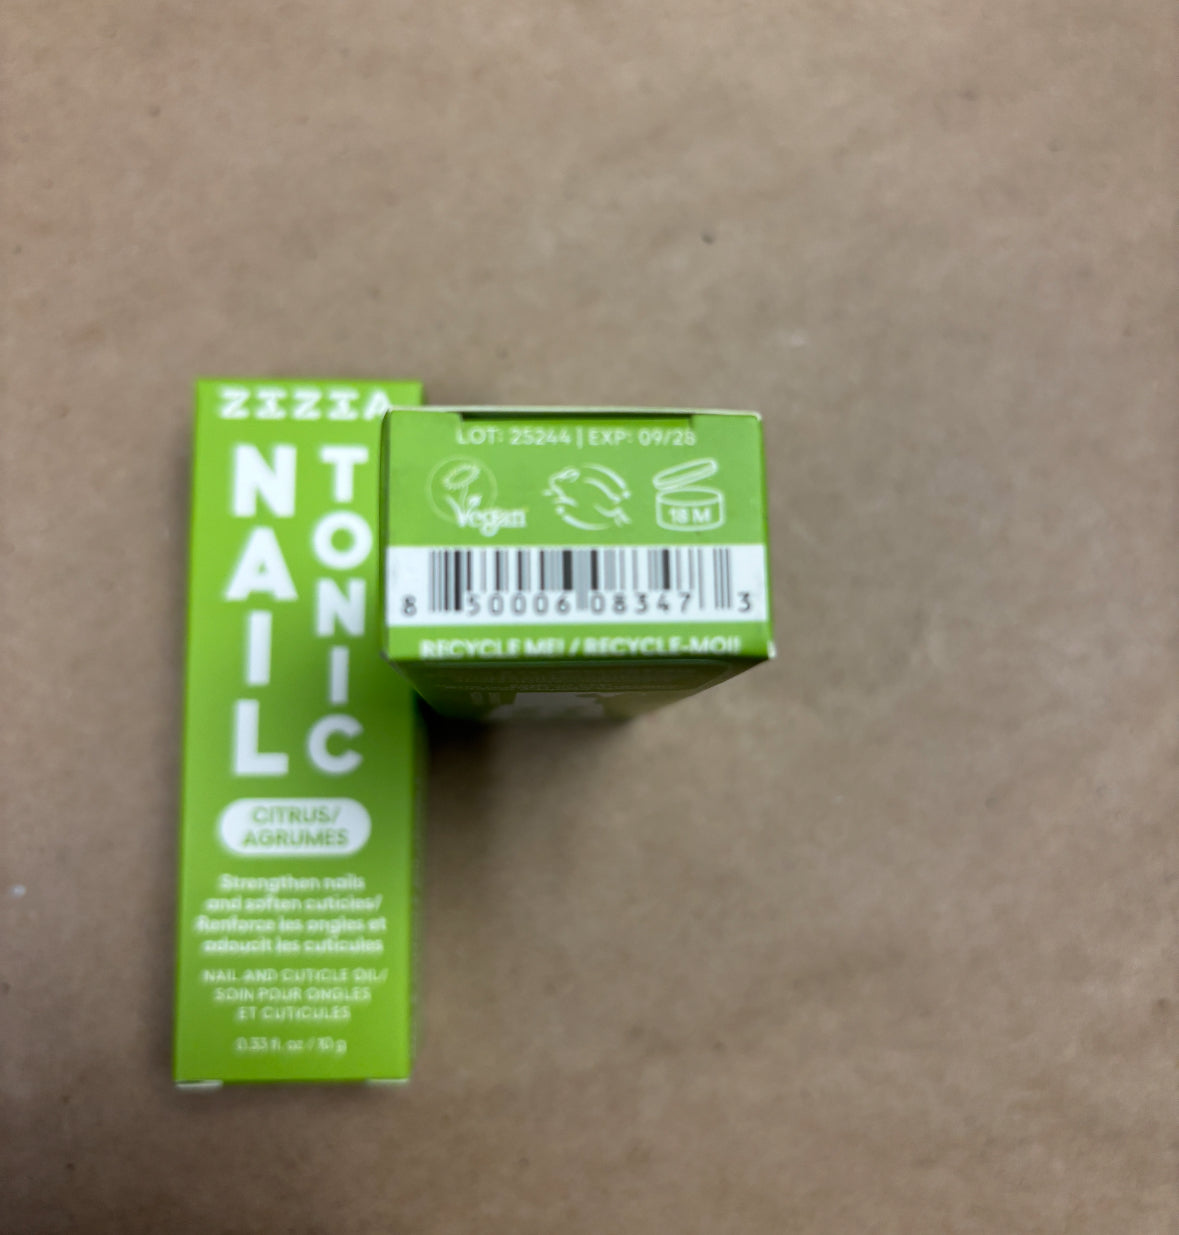 ZIZIA
NAIL
TONIC
CITRUS/
AGRUMES
Strengthen nails
and soften cuticles/
Renforce les ongles et
adoucit les cuticules
NAIL AND CUTICLE OIL/
SOIN POUR ONGLES
ET CUTICULES
0.33 fl. oz / 10 g
LOT: 25244 | EXP: 09/28
Vegan
18 M
8 50006 08347 3
RECYCLE ME! / RECYCLE-MOI!